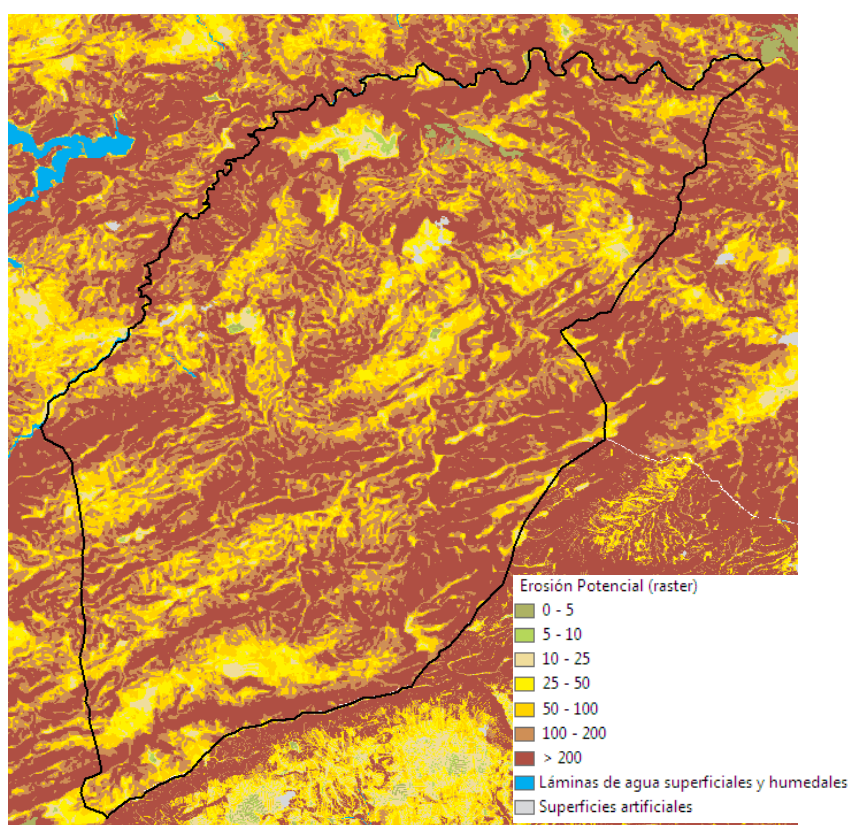 Erosión Potencial (raster)
0 - 5
5 - 10
10 - 25
25 - 50
50 - 100
100 - 200
> 200
Láminas de agua superficiales y humedales
Superficies artificiales